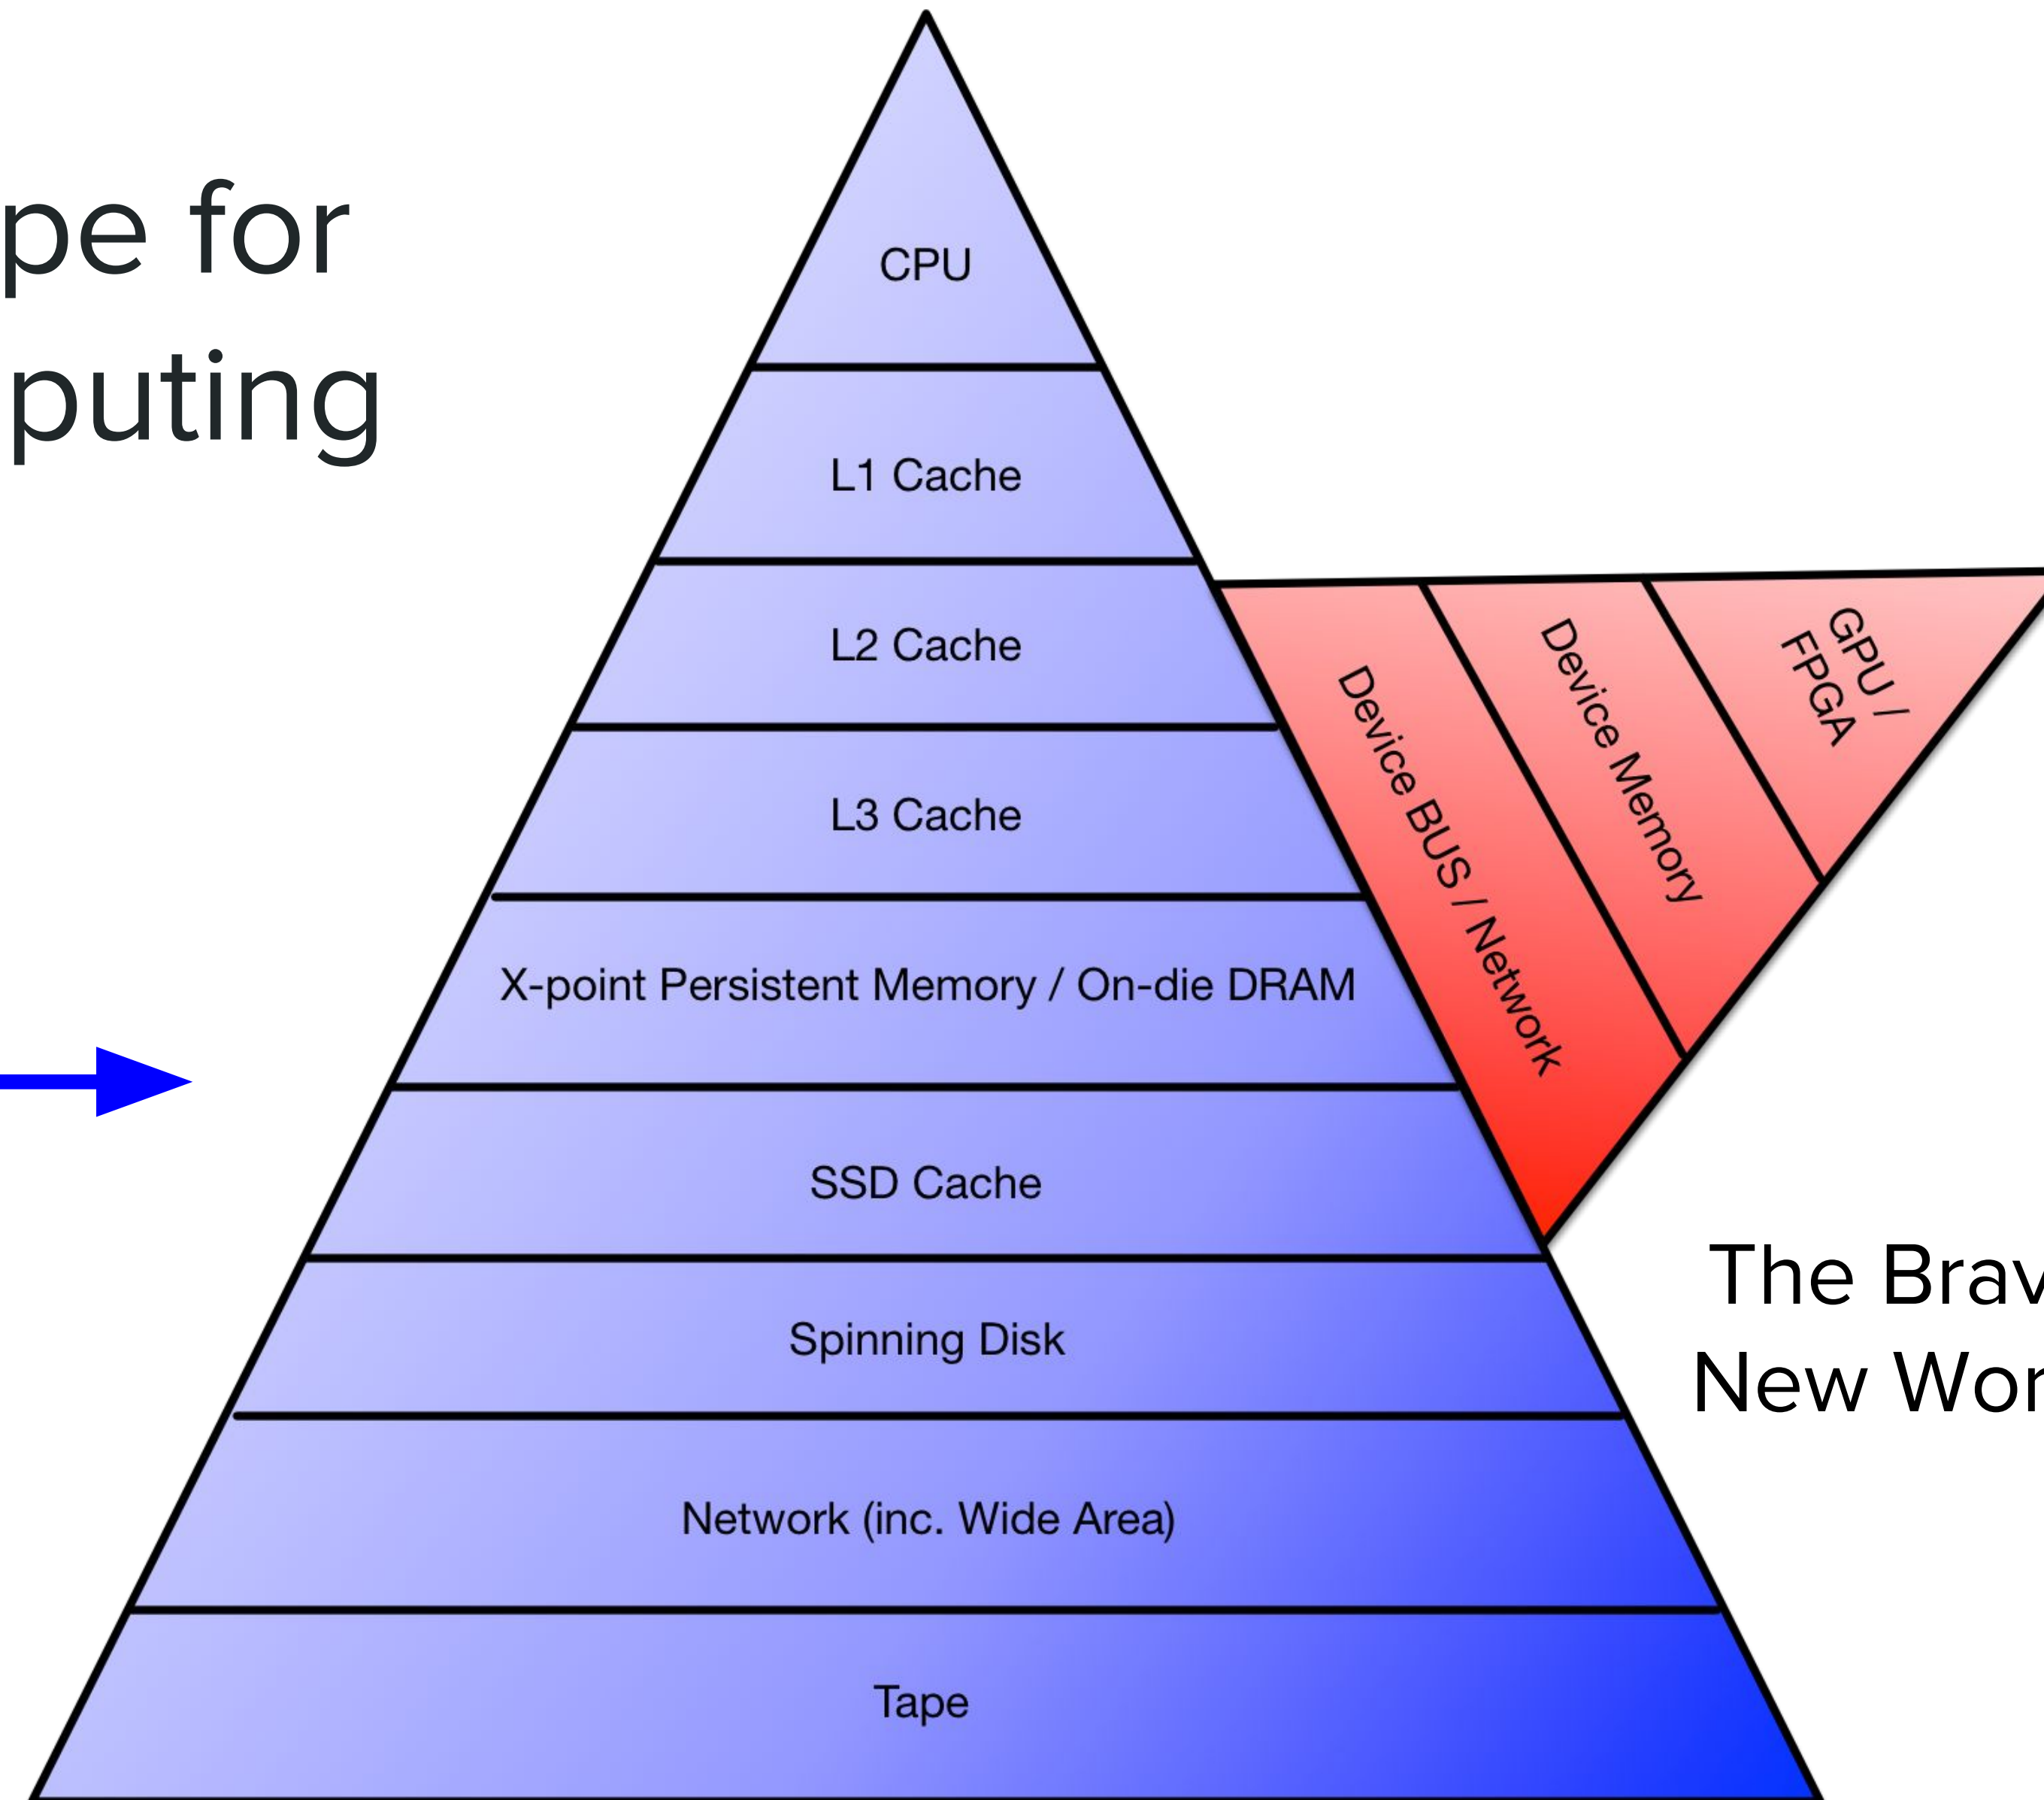 pe for
puting
CPU
L1 Cache
L2 Cache
L3 Cache
X-point Persistent Memory / On-die DRAM
SSD Cache
Spinning Disk
Network (inc. Wide Area)
Tape
Device BUS / Network
Device Memory
GPU /
FPGA
The Brav
New Wor